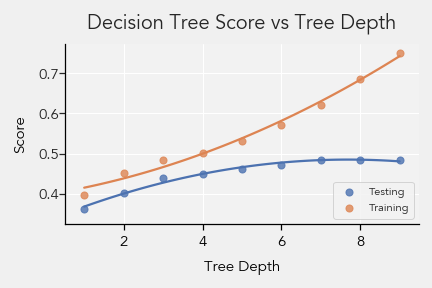 Decision Tree Score vs Tree Depth
Score
0.7
0.6
0.5
0.4
Testing
Training
2 4 6 8
Tree Depth